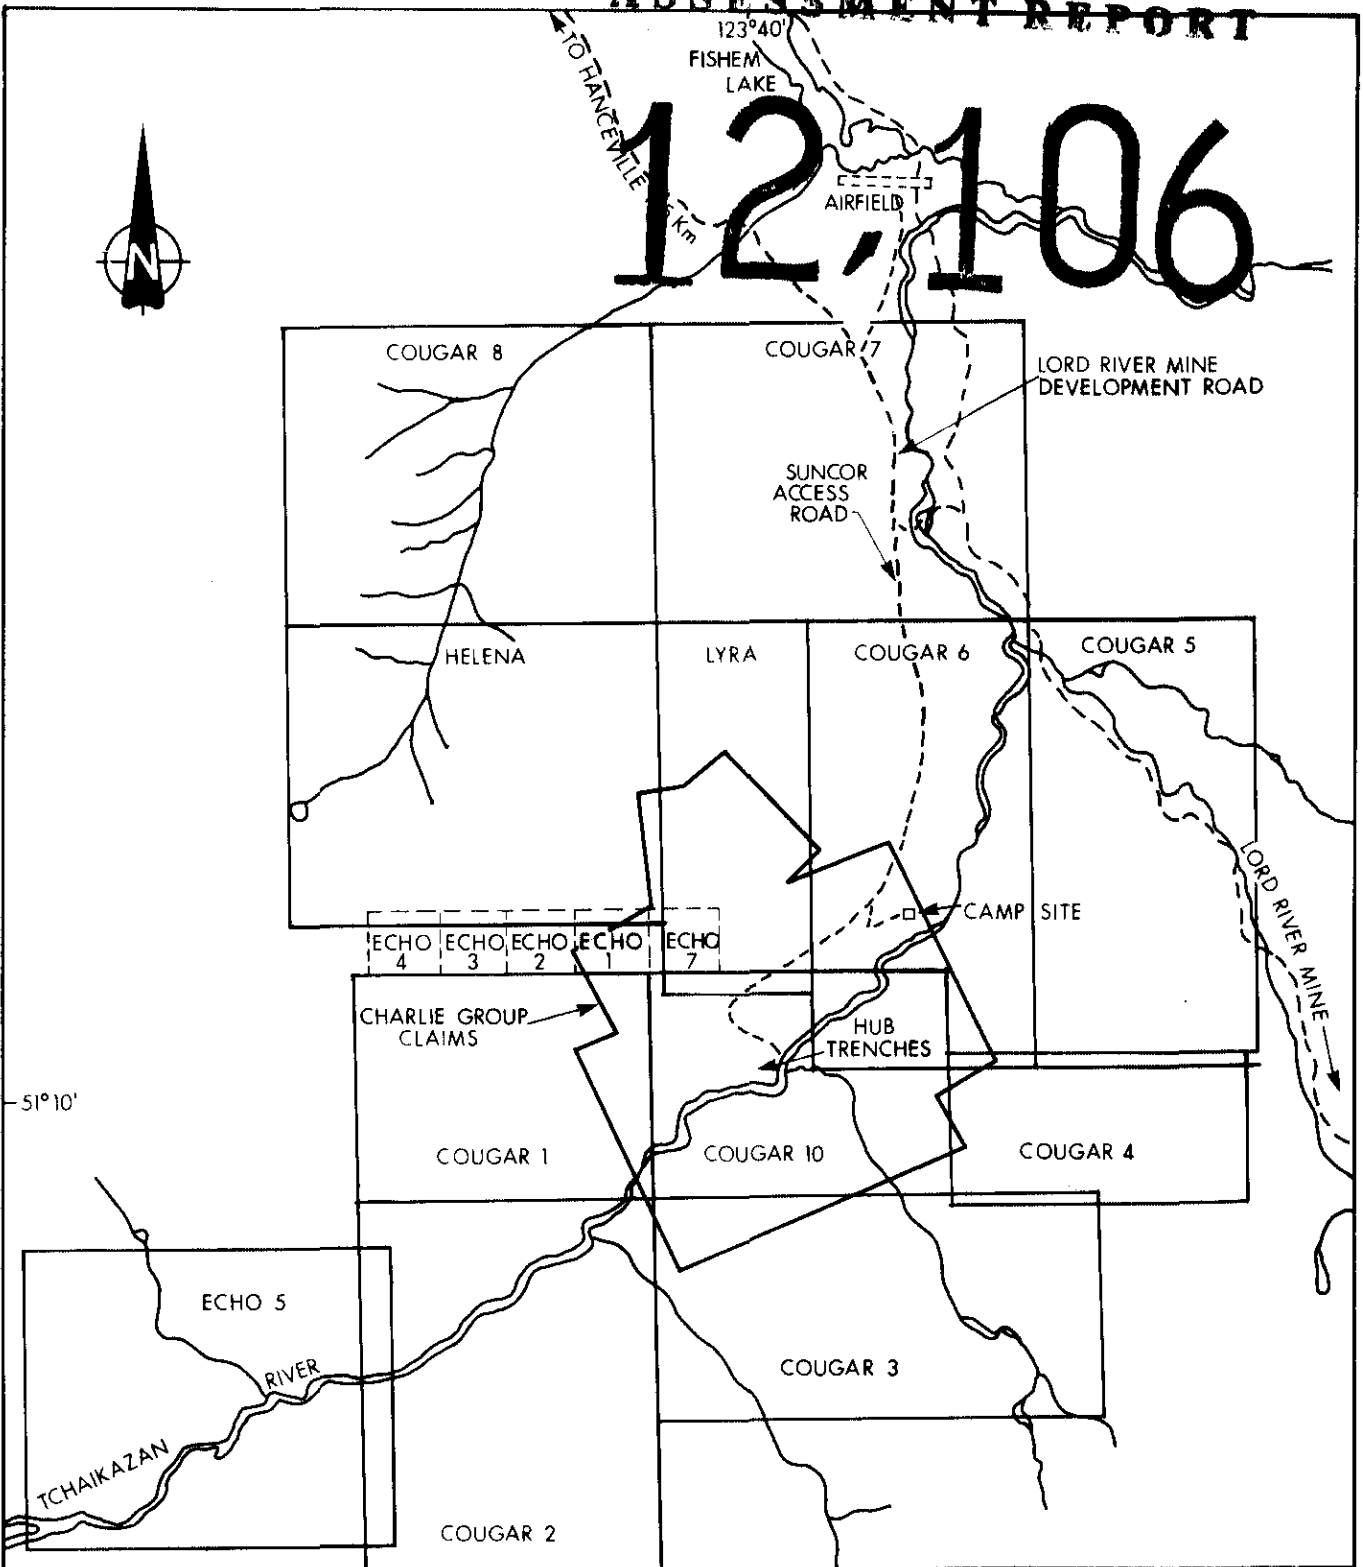 ASSESSMENT REPORT
12,106
123°40'
FISHEM
LAKE
TO HANCEVILLE
Km
AIRFIELD
N
COUGAR 8
COUGAR 7
LORD RIVER MINE
DEVELOPMENT ROAD
SUNCOR
ACCESS
ROAD
HELENA
LYRA
COUGAR 6
COUGAR 5
LORD RIVER MINE
CAMP SITE
ECHO
4
ECHO
3
ECHO
2
ECHO
1
ECHO
7
CHARLIE GROUP
CLAIMS
HUB
TRENCHES
51°10'
COUGAR 1
COUGAR 10
COUGAR 4
ECHO 5
COUGAR 3
TCHAIKAZAN RIVER
COUGAR 2